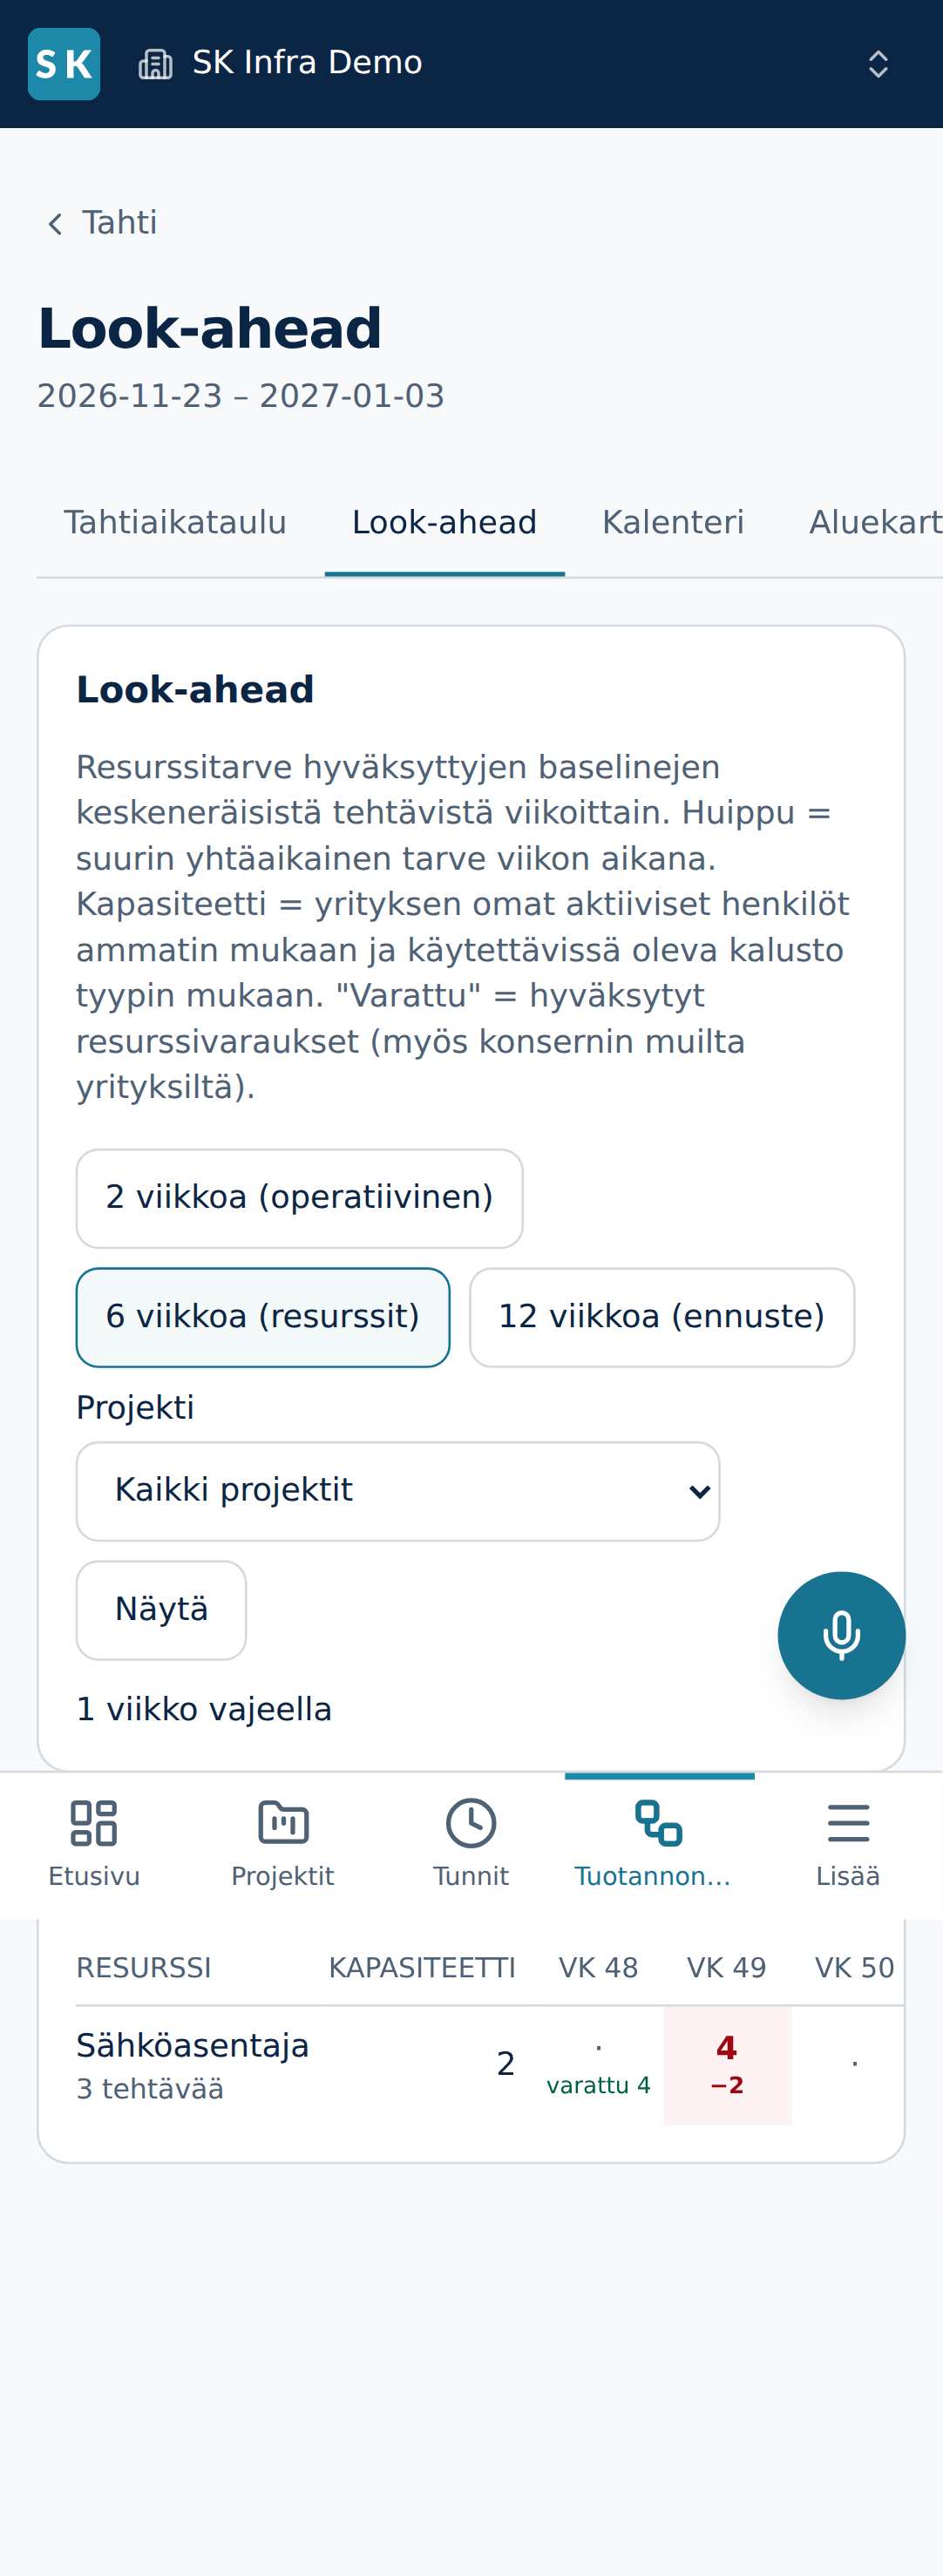 SK SK Infra Demo
Tahti
Look-ahead
2026-11-23 – 2027-01-03
Tahtiaikataulu Look-ahead Kalenteri Aluekart
Look-ahead
Resurssitarve hyväksyttyjen baselinejen
keskeneräisistä tehtävistä viikoittain. Huippu =
suurin yhtäaikainen tarve viikon aikana.
Kapasiteetti = yrityksen omat aktiiviset henkilöt
ammatin mukaan ja käytettävissä oleva kalusto
tyypin mukaan. "Varattu" = hyväksytyt
resurssivaraukset (myös konsernin muilta
yrityksiltä).
2 viikkoa (operatiivinen)
6 viikkoa (resurssit) 12 viikkoa (ennuste)
Projekti
Kaikki projektit
Näytä
1 viikko vajeella
Etusivu Projektit Tunnit Tuotannon... Lisää
RESURSSI KAPASITEETTI VK 48 VK 49 VK 50
Sähköasentaja 2 · 4 ·
3 tehtävää varattu 4 −2